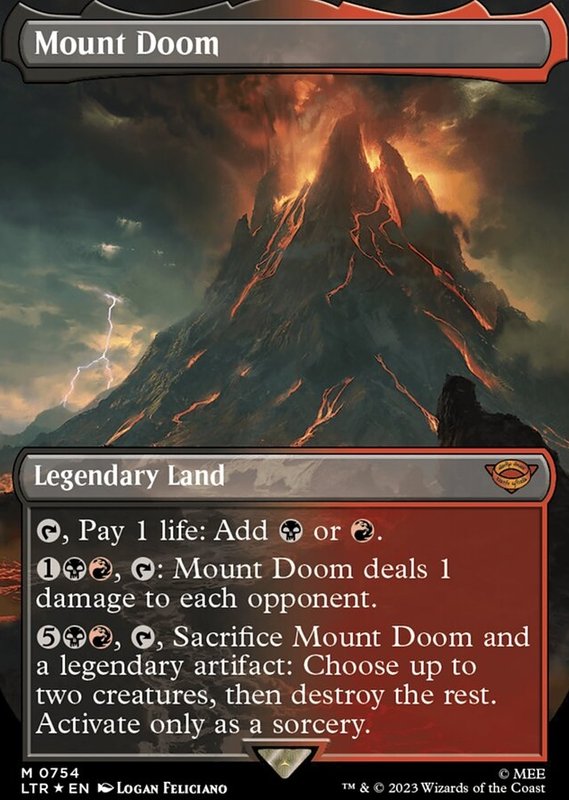 Mount Doom
Legendary Land
, Pay 1 life: Add or .
1, : Mount Doom deals 1
damage to each opponent.
5, , Sacrifice Mount Doom and
a legendary artifact: Choose up to
two creatures, then destroy the rest.
Activate only as a sorcery.
M 0754
LTR ★ EN Logan Feliciano
© MEE
™ & © 2023 Wizards of the Coast